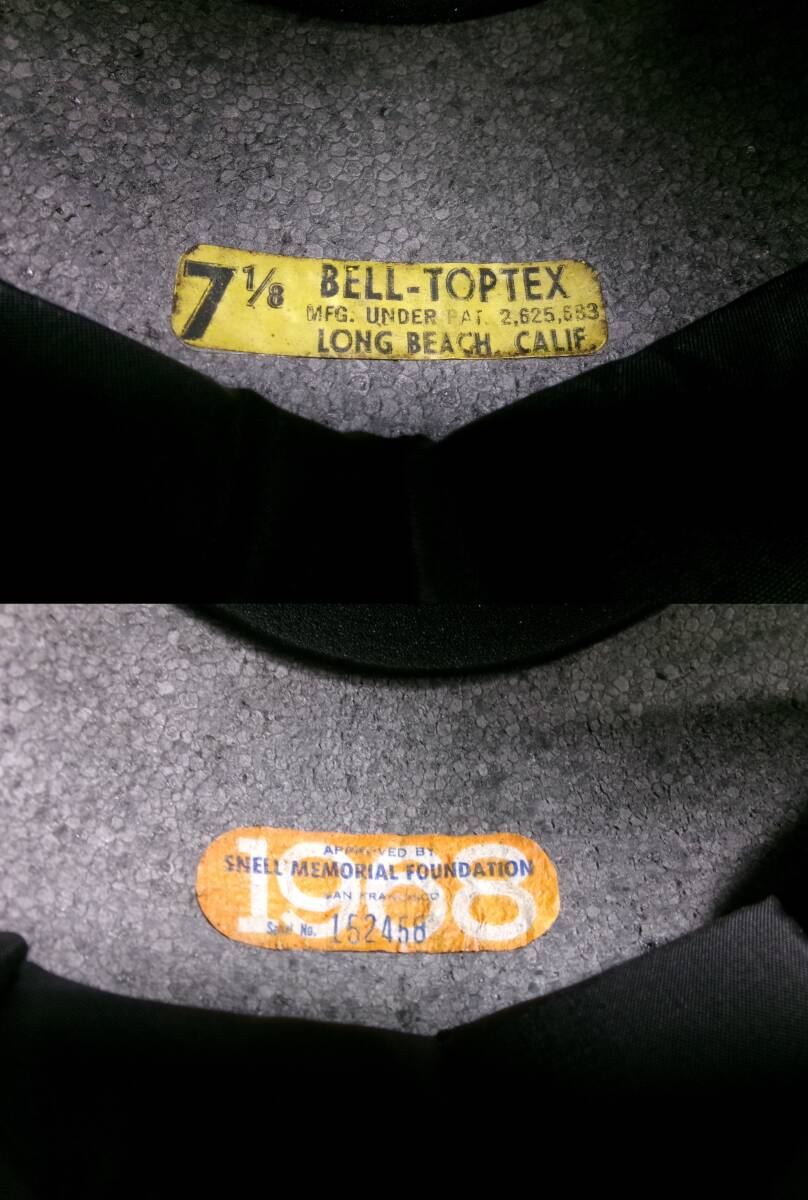 7 1/8 BELL-TOPTEX
MFG. UNDER PAT. 2,625,683
LONG BEACH, CALIF.
APPROVED BY
SNELL MEMORIAL FOUNDATION
SAN FRANCISCO
1968
Serial No. 152456